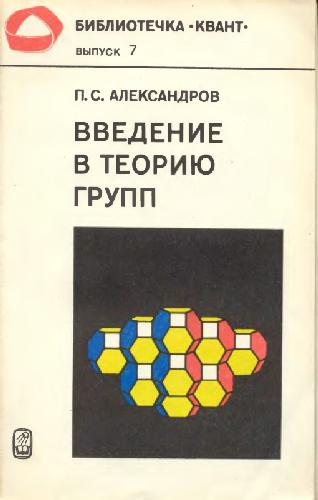 БИБЛИОТЕЧКА •КВАНТ•
ВЫПУСК 7
П. С. АЛЕКСАНДРОВ
ВВЕДЕНИЕ
В ТЕОРИЮ
ГРУПП